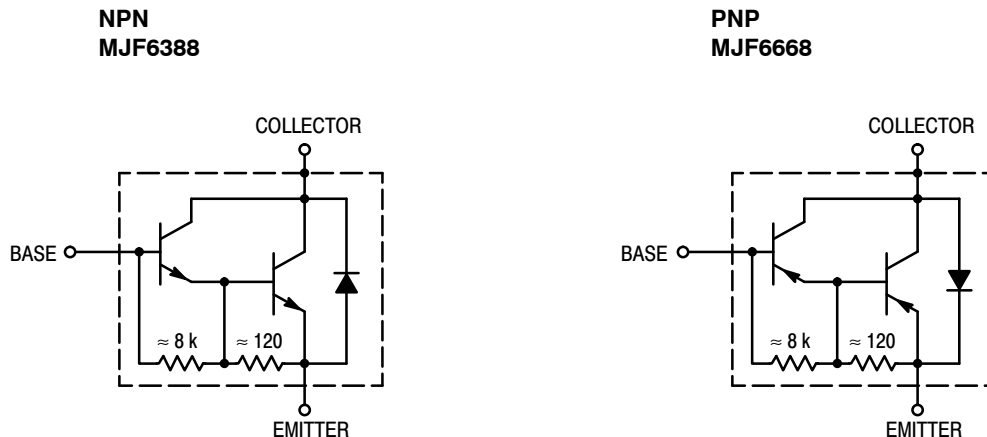 NPN
MJF6388
COLLECTOR
BASE
≈ 8 k
≈ 120
EMITTER
PNP
MJF6668
COLLECTOR
BASE
≈ 8 k
≈ 120
EMITTER